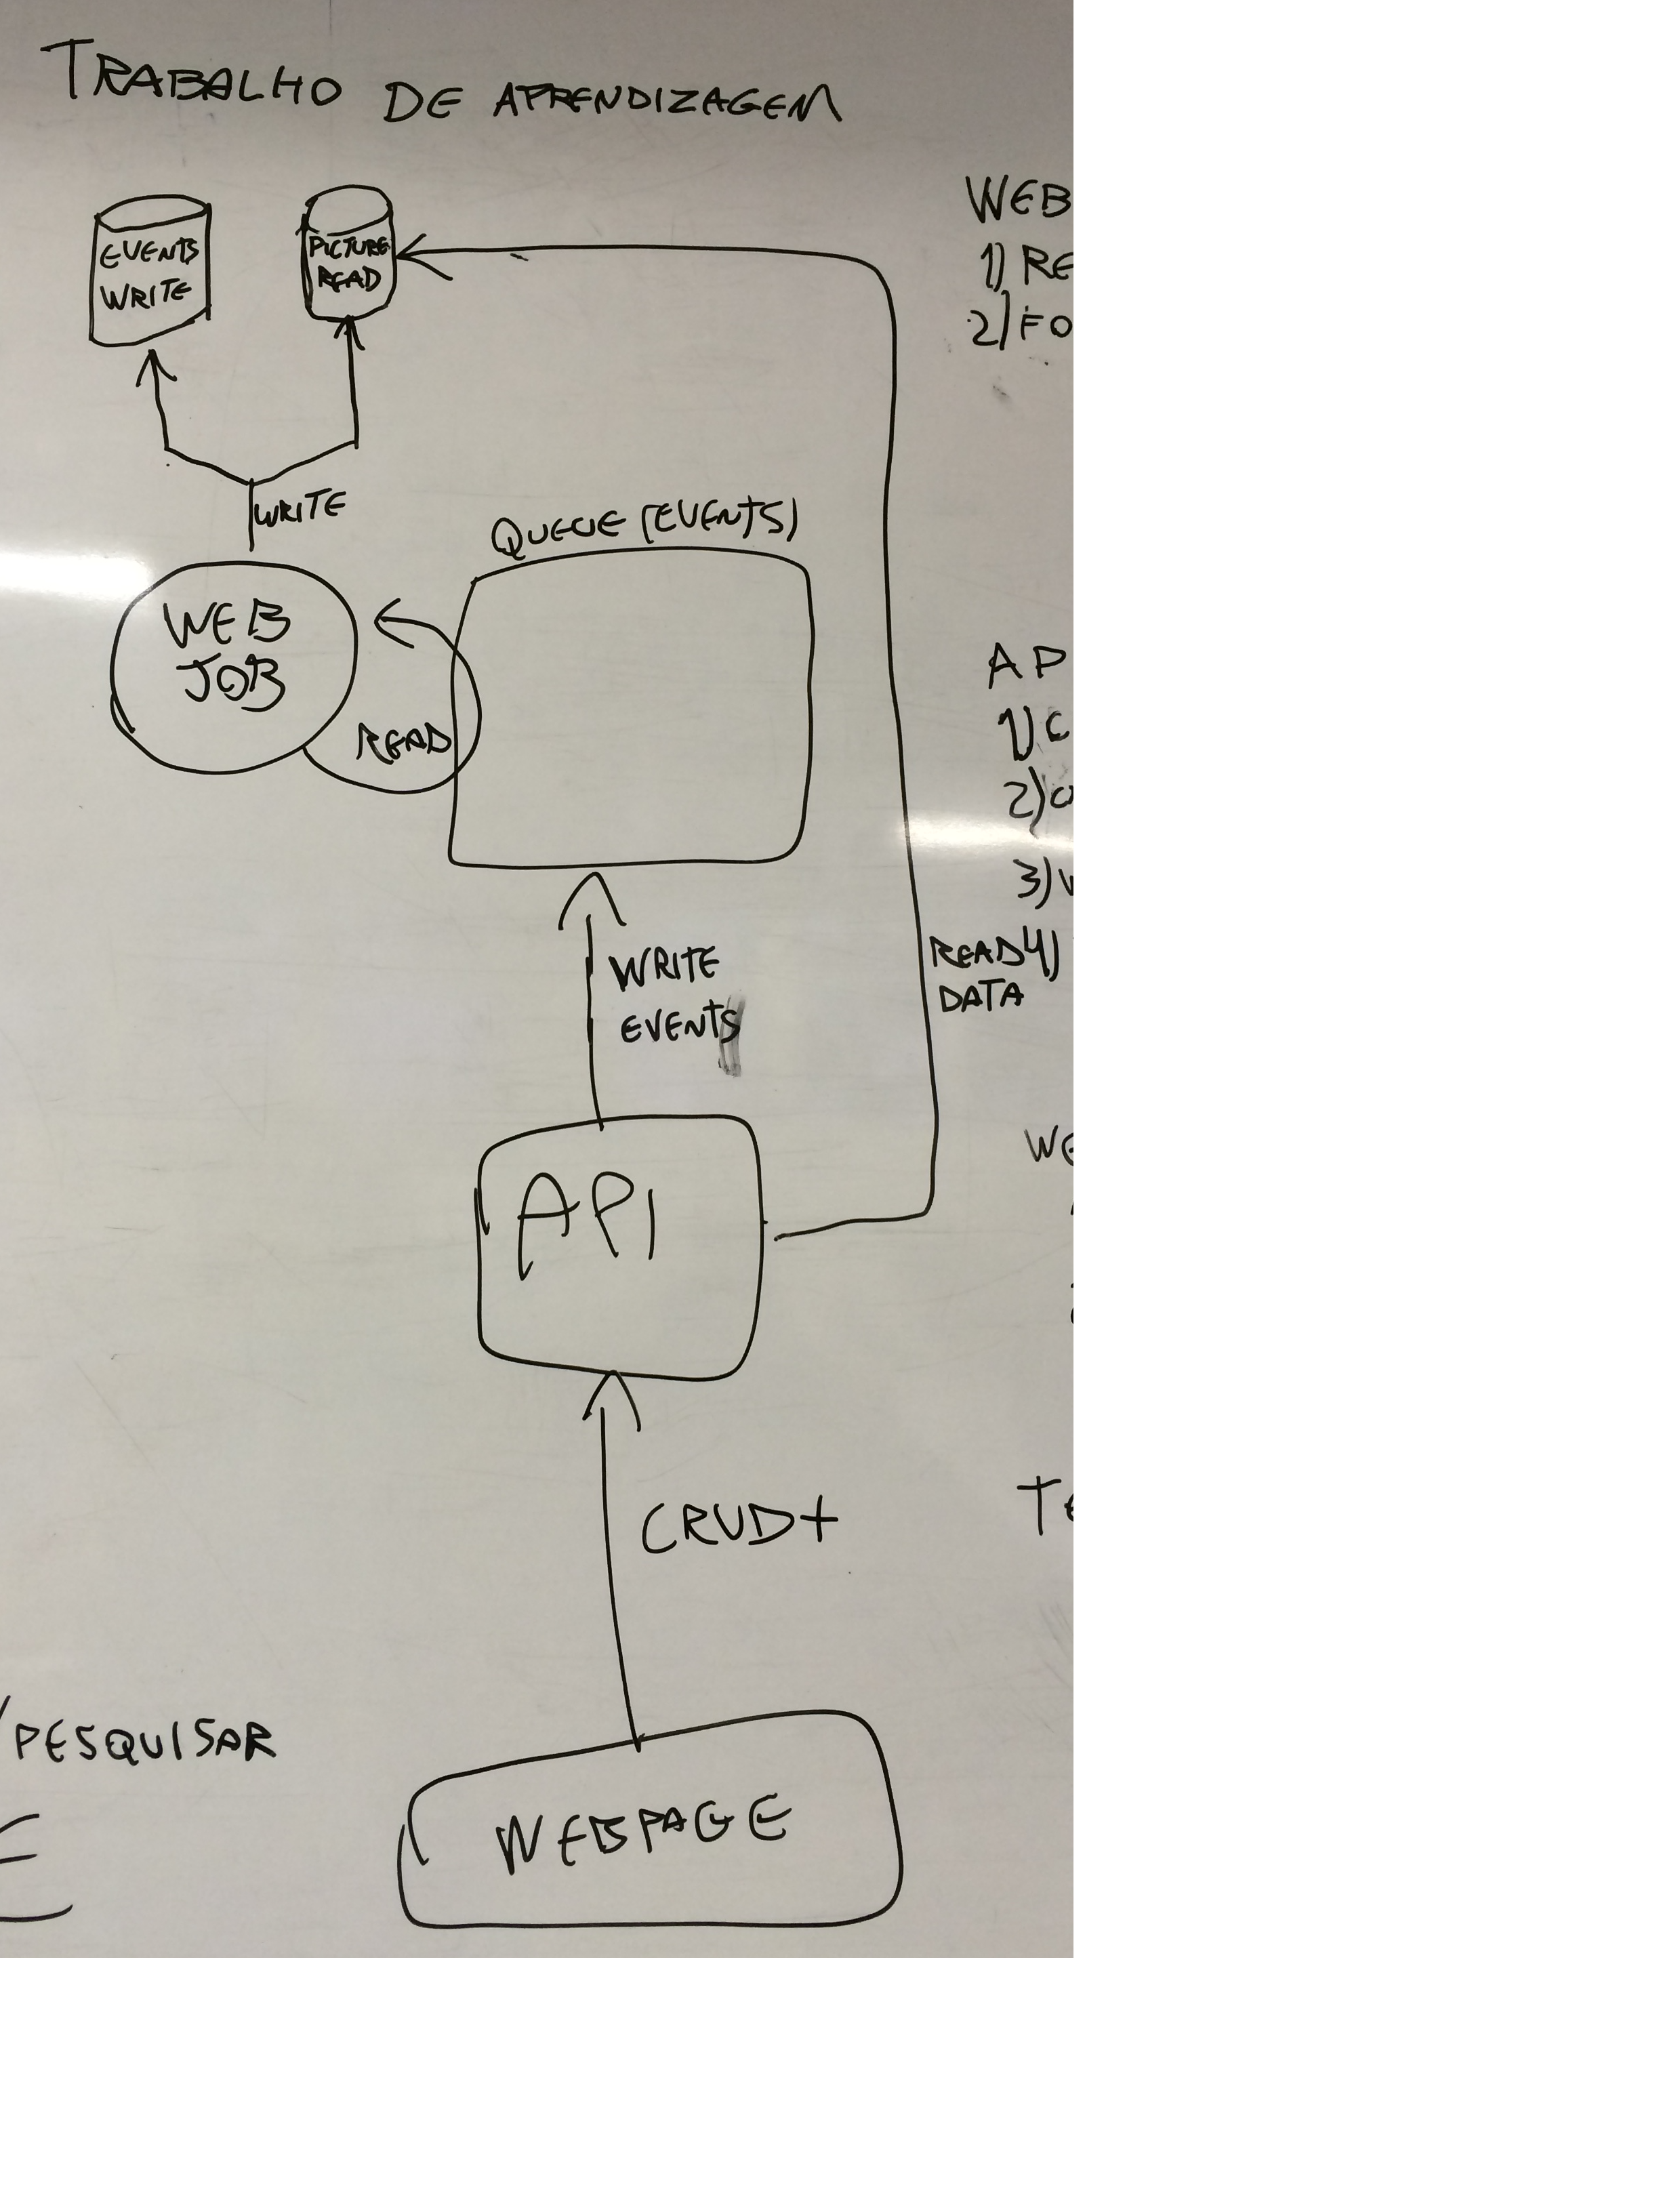 TRABALHO DE APRENDIZAGEM
EVENTS
WRITE
PICTURE
READ
WRITE
QUEUE (EVENTS)
WEB
JOB
READ
WRITE
EVENTS
READ
DATA
API
CRUD+
WEBPAGE
/PESQUISAR
WEB
1) RE
2) FO
AP
1) C
2)
3)
4)
WE
TE